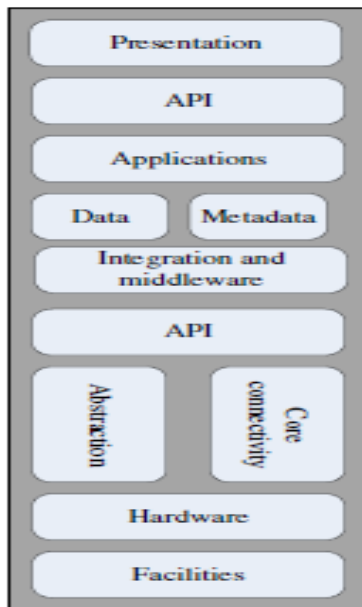 Presentation
API
Applications
Data
Metadata
Integration and
middleware
API
Abstraction
Core
connectivity
Hardware
Facilities